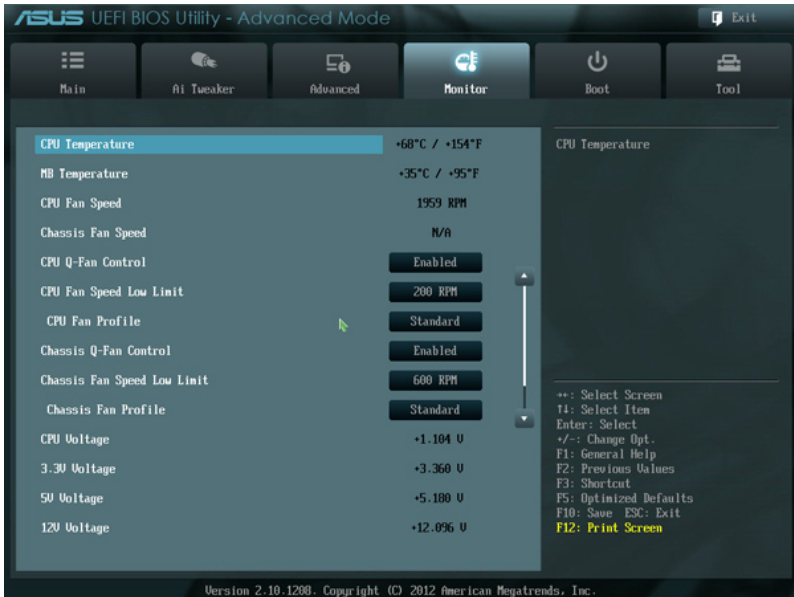 ASUS UEFI BIOS Utility - Advanced Mode
Exit
Main
Ai Tweaker
Advanced
Monitor
Boot
Tool
CPU Temperature +68°C / +154°F
MB Temperature +35°C / +95°F
CPU Fan Speed 1959 RPM
Chassis Fan Speed N/A
CPU Q-Fan Control Enabled
CPU Fan Speed Low Limit 200 RPM
CPU Fan Profile Standard
Chassis Q-Fan Control Enabled
Chassis Fan Speed Low Limit 600 RPM
Chassis Fan Profile Standard
CPU Voltage +1.104 V
3.3V Voltage +3.360 V
5V Voltage +5.180 V
12V Voltage +12.096 V
CPU Temperature
→←: Select Screen
↑↓: Select Item
Enter: Select
+/-: Change Opt.
F1: General Help
F2: Previous Values
F3: Shortcut
F5: Optimized Defaults
F10: Save ESC: Exit
F12: Print Screen
Version 2.10.1208. Copyright (C) 2012 American Megatrends, Inc.